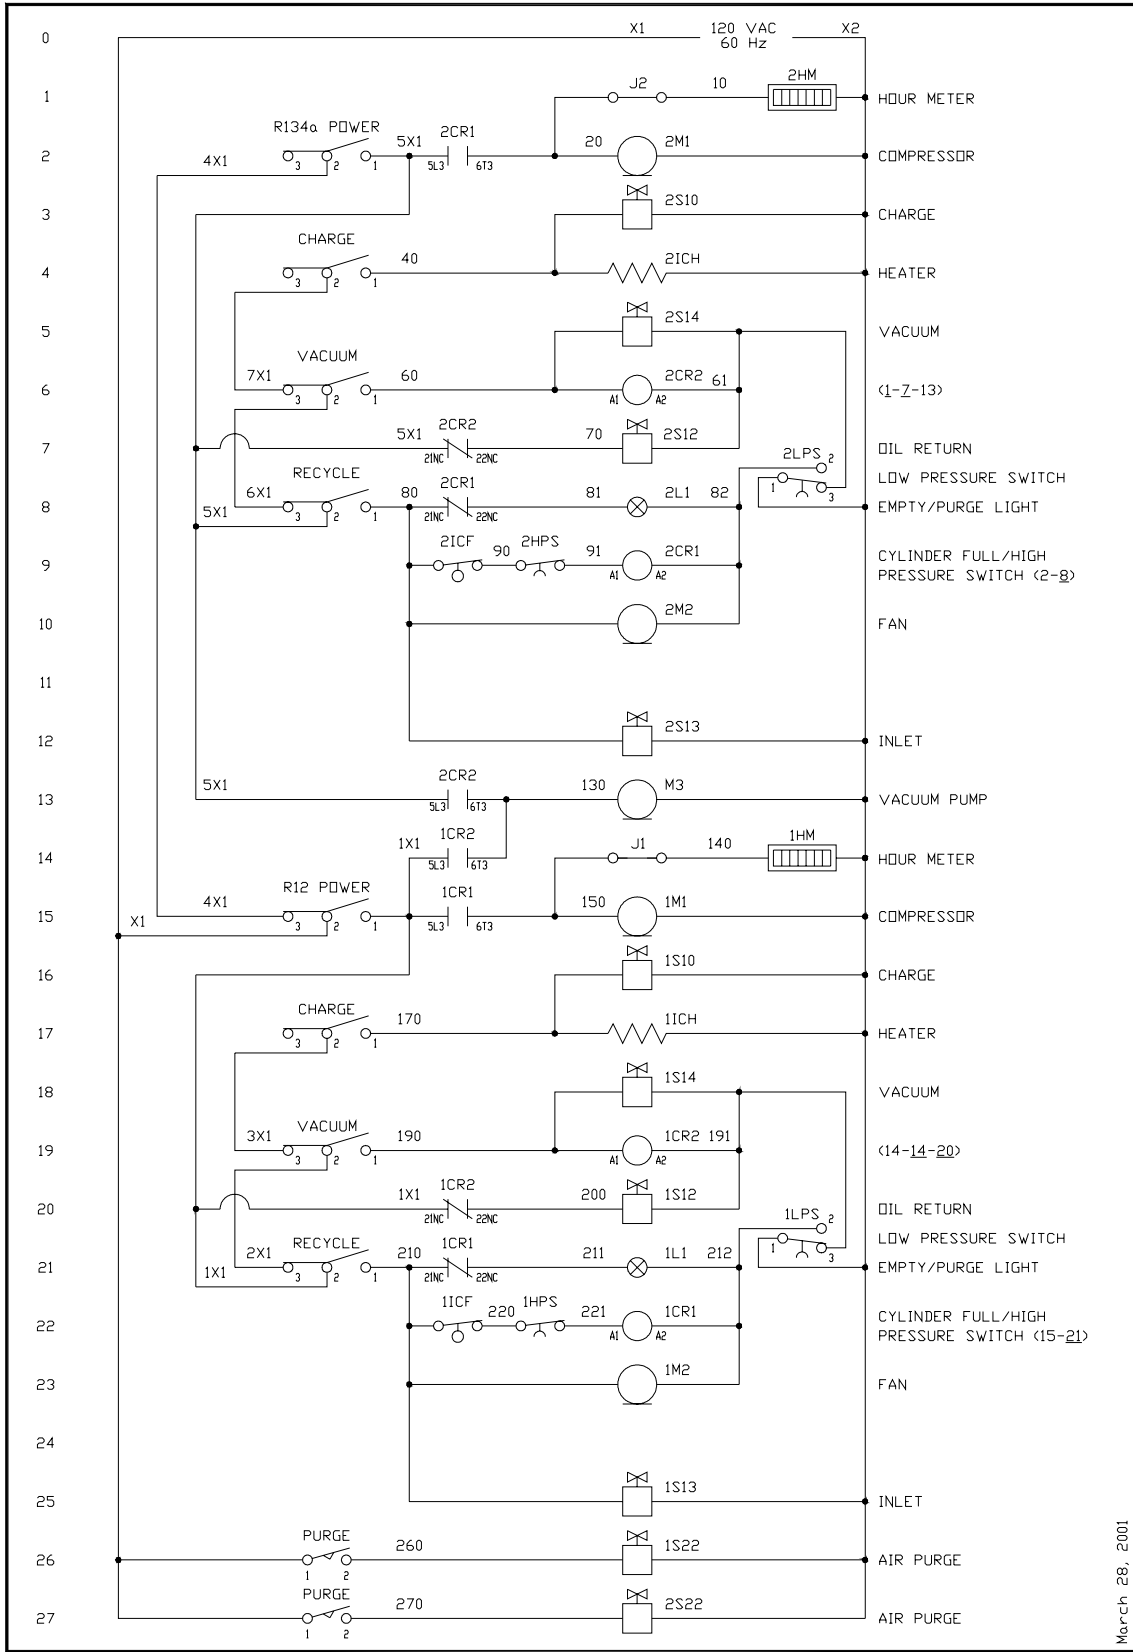 X1 120 VAC X2
0 60 Hz
J2 10 2HM
1 HOUR METER
R134a POWER 5X1 2CR1 20 2M1
2 4X1 3 2 1 5L3 6T3 COMPRESSOR
2S10
3 CHARGE
CHARGE 40 2ICH
4 3 2 1 HEATER
2S14
5 VACUUM
VACUUM
6 7X1 3 2 1 60 A1 2CR2 A2 61 (1-7-13)
2CR2
7 5X1 21NC 22NC 70 2S12 OIL RETURN
2LPS 2 1 3 LOW PRESSURE SWITCH
RECYCLE 2CR1
8 6X1 3 2 1 80 21NC 22NC 81 2L1 82 EMPTY/PURGE LIGHT
5X1
2ICF 90 2HPS 91 2CR1 CYLINDER FULL/HIGH
9 A1 A2 PRESSURE SWITCH (2-8)
2M2
10 FAN
11
2S13
12 INLET
2CR2
13 5X1 5L3 6T3 130 M3 VACUUM PUMP
1CR2 J1 140 1HM
14 1X1 5L3 6T3 HOUR METER
R12 POWER 1CR1
15 4X1 3 2 1 5L3 6T3 150 1M1 COMPRESSOR
X1
1S10
16 CHARGE
CHARGE 170 1ICH
17 3 2 1 HEATER
1S14
18 VACUUM
VACUUM
19 3X1 3 2 1 190 A1 1CR2 A2 191 (14-14-20)
1CR2
20 1X1 21NC 22NC 200 1S12 OIL RETURN
1LPS 2 1 3 LOW PRESSURE SWITCH
RECYCLE 1CR1
21 2X1 3 2 1 210 21NC 22NC 211 1L1 212 EMPTY/PURGE LIGHT
1X1
1ICF 220 1HPS 221 1CR1 CYLINDER FULL/HIGH
22 A1 A2 PRESSURE SWITCH (15-21)
1M2
23 FAN
24
1S13
25 INLET
PURGE 260 1S22
26 1 2 AIR PURGE
PURGE 270 2S22
27 1 2 AIR PURGE
March 28, 2001